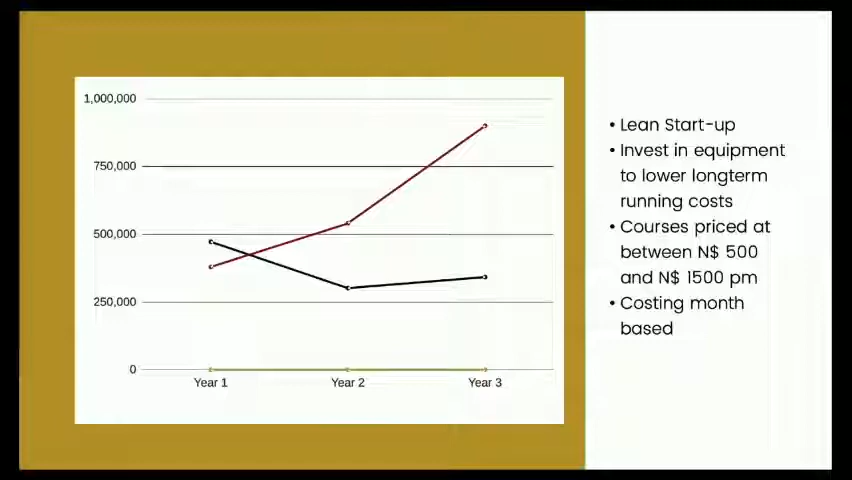 1,000,000
750,000
500,000
250,000
0
Year 1 Year 2 Year 3
• Lean Start-up
• Invest in equipment
to lower longterm
running costs
• Courses priced at
between N$ 500
and N$ 1500 pm
• Costing month
based